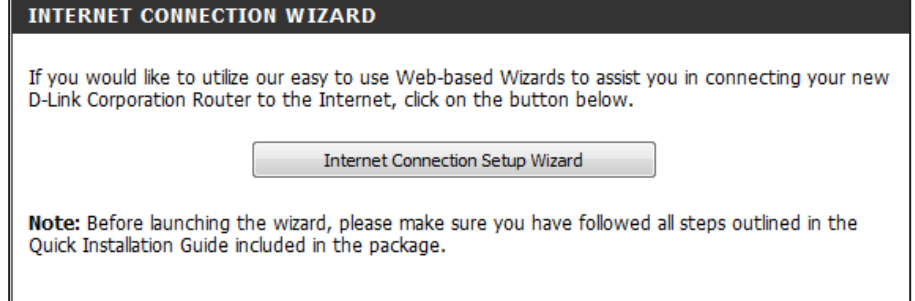 INTERNET CONNECTION WIZARD
If you would like to utilize our easy to use Web-based Wizards to assist you in connecting your new
D-Link Corporation Router to the Internet, click on the button below.
Internet Connection Setup Wizard
Note: Before launching the wizard, please make sure you have followed all steps outlined in the
Quick Installation Guide included in the package.